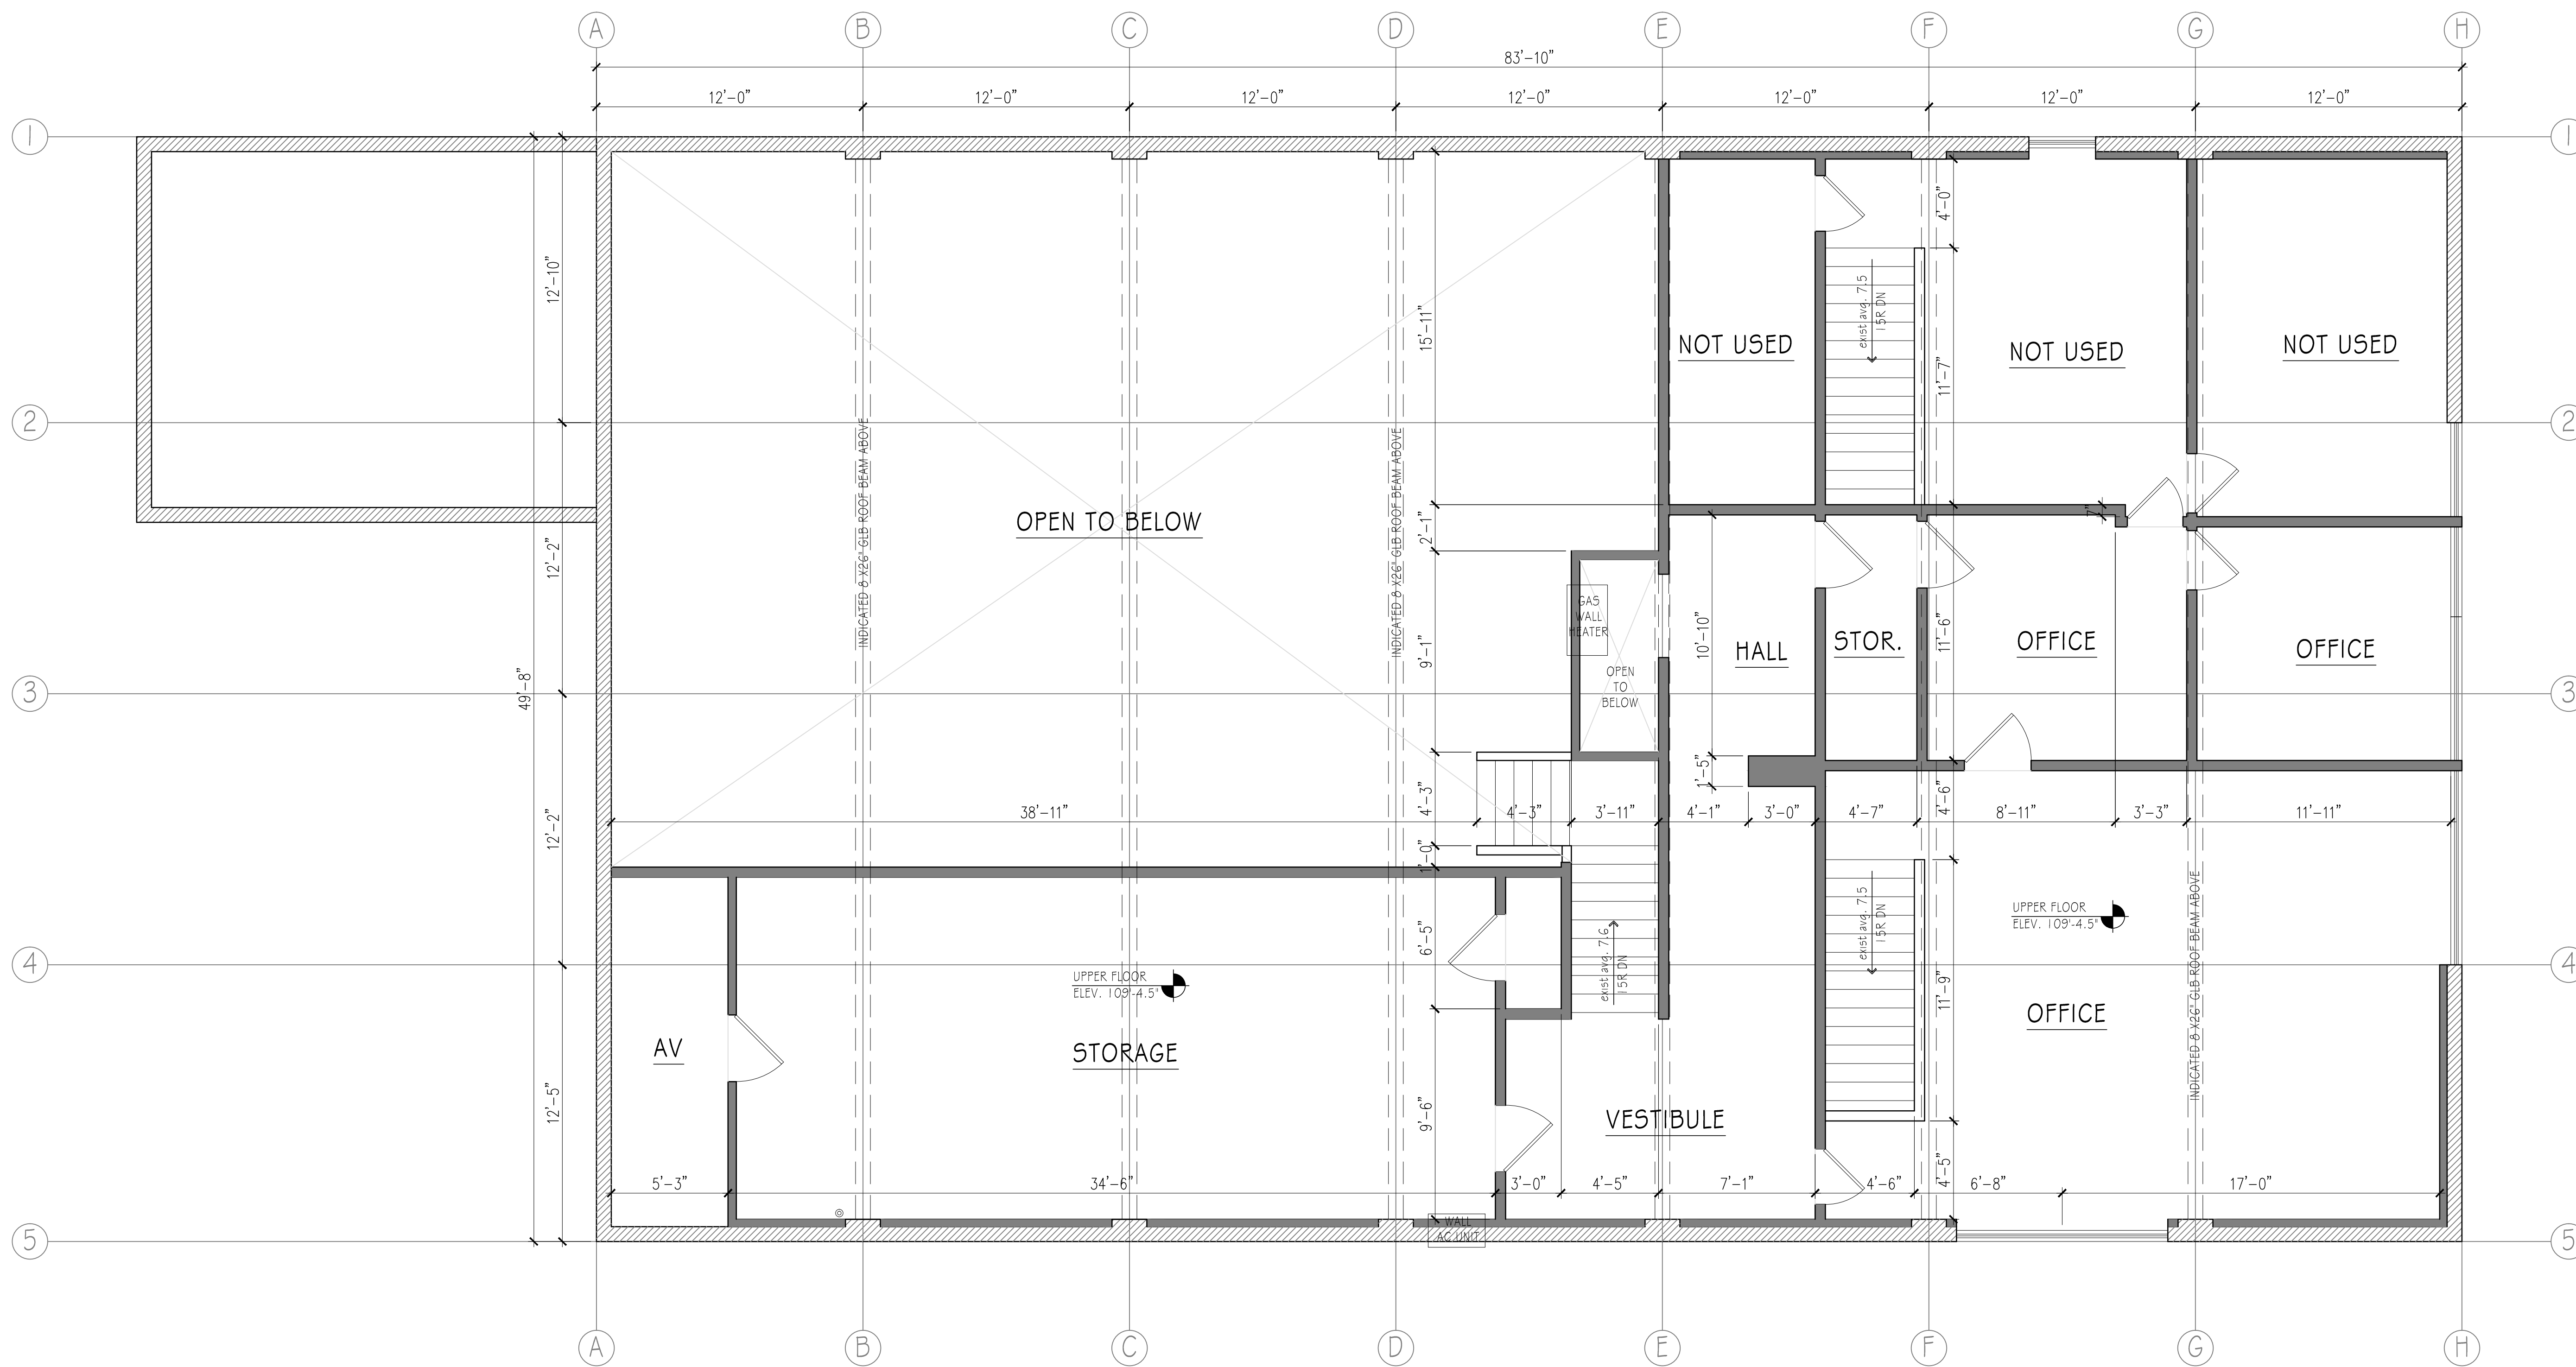 A B C D E F G H
83'-10"
12'-0" 12'-0" 12'-0" 12'-0" 12'-0" 12'-0" 12'-0"
1 1
4'-0"
12'-10"
exist avg. 7.5
15R DN
15'-11"
NOT USED
NOT USED
NOT USED
11'-7"
2 2
INDICATED 8 X26" GLB ROOF BEAM ABOVE
INDICATED 8 X26" GLB ROOF BEAM ABOVE
OPEN TO BELOW
7"
2'-1"
12'-2"
GAS
WALL
HEATER
10'-10"
11'-6"
9'-1"
HALL
STOR.
OFFICE
OFFICE
OPEN
TO
BELOW
49'-8"
3 3
1'-5"
4'-3"
4'-6"
38'-11" 4'-3" 3'-11" 4'-1" 3'-0" 4'-7" 8'-11" 3'-3" 11'-11"
12'-2"
1'-0"
UPPER FLOOR
ELEV. 109'-4.5"
exist avg. 7.5
15R DN
6'-5"
exist avg. 7.6
15R DN
INDICATED 8 X26" GLB ROOF BEAM ABOVE
4 4
UPPER FLOOR
ELEV. 109'-4.5"
11'-9"
OFFICE
AV
STORAGE
12'-5"
9'-6"
VESTIBULE
4'-5"
5'-3" 34'-6" 3'-0" 4'-5" 7'-1" 4'-6" 6'-8" 17'-0"
WALL
AC UNIT
5 5
A B C D E F G H